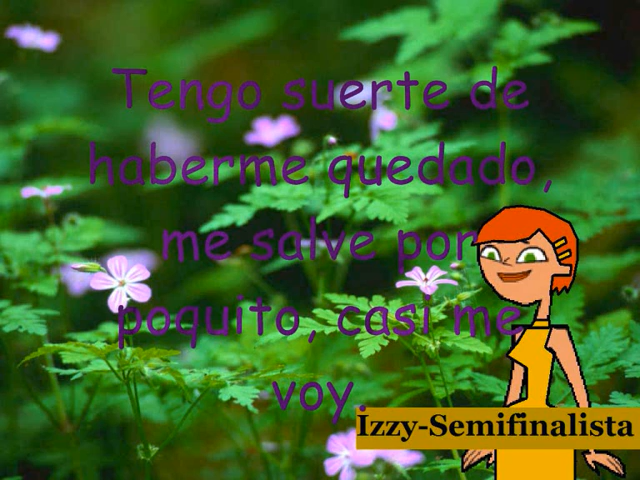 Tengo suerte de
haberme quedado,
me salve por
poquito, casi me
voy.
Izzy-Semifinalista